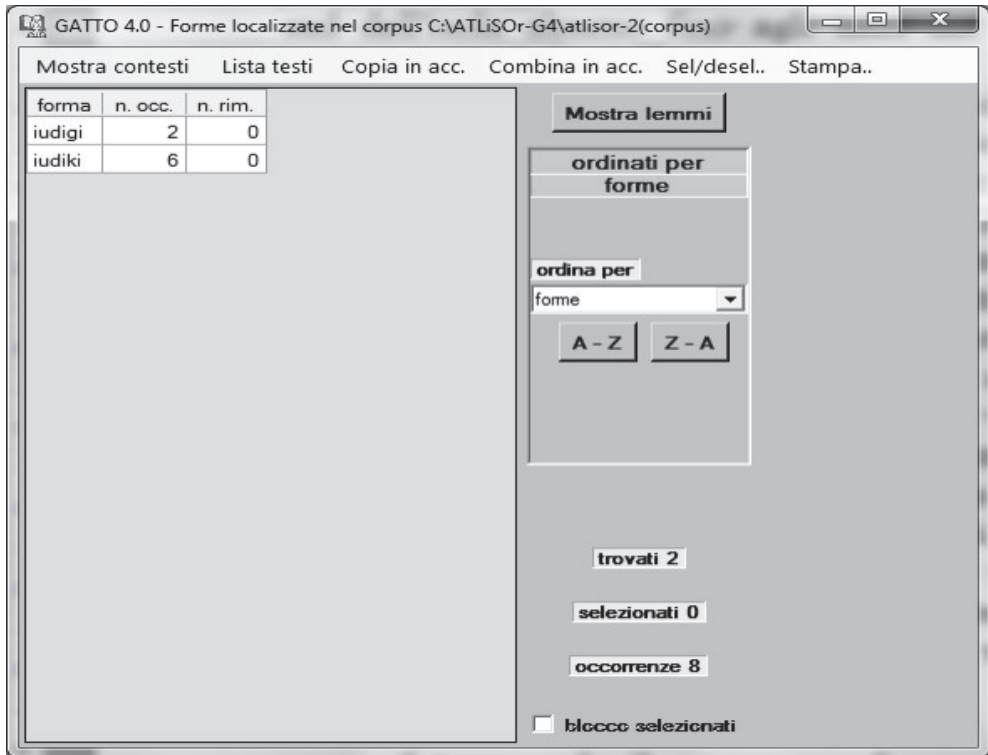 GATTO 4.0 - Forme localizzate nel corpus C:\ATLiSOr-G4\atlisor-2(corpus)
Mostra contesti Lista testi Copia in acc. Combina in acc. Sel/desel.. Stampa..
forma n. occ. n. rim.
iudigi 2 0
iudiki 6 0
Mostra lemmi
ordinati per
forme
ordina per
forme
A - Z Z - A
trovati 2
selezionati 0
occorrenze 8
blocco selezionati